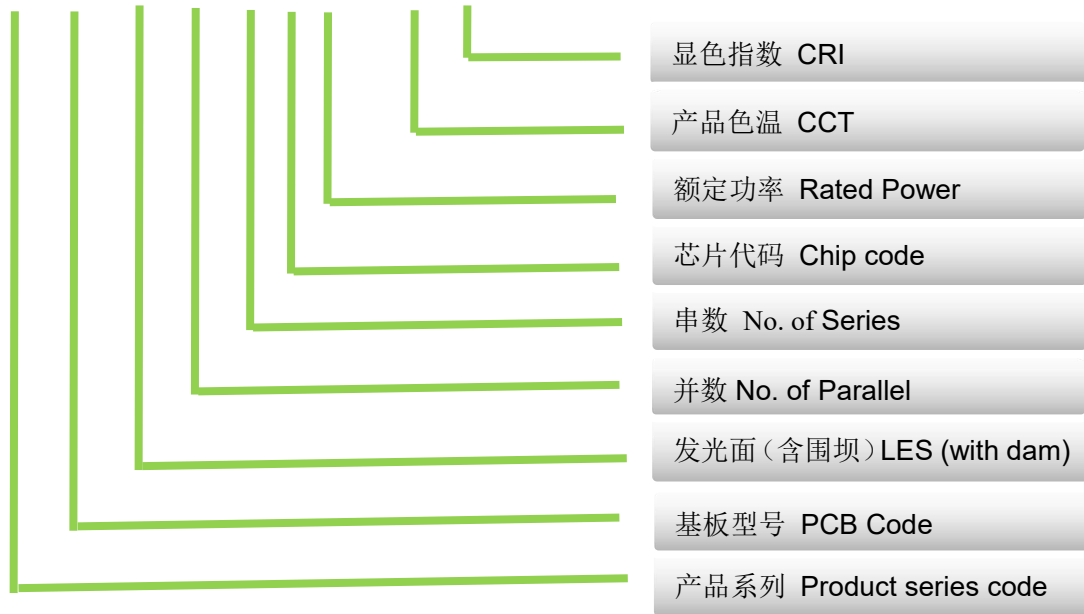 显色指数 CRI
产品色温 CCT
额定功率 Rated Power
芯片代码 Chip code
串数 No. of Series
并数 No. of Parallel
发光面（含围坝）LES (with dam)
基板型号 PCB Code
产品系列 Product series code